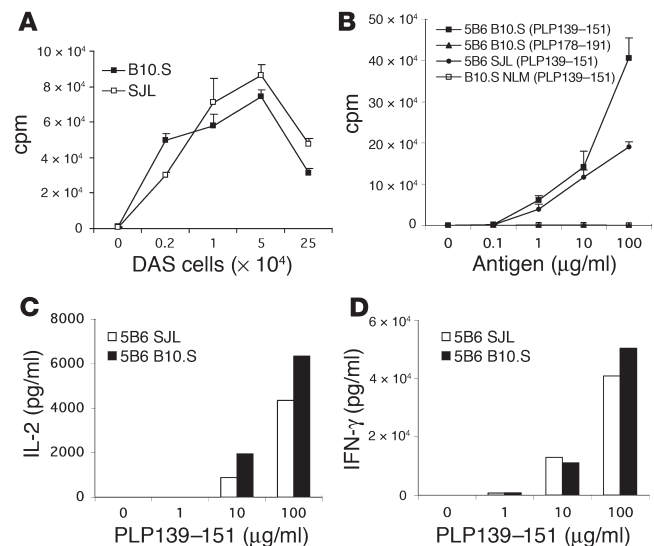 A
10 × 10⁴
8 × 10⁴
6 × 10⁴
4 × 10⁴
2 × 10⁴
0
cpm
B10.S
SJL
0 0.2 1 5 25
DAS cells (× 10⁴)
B
50 × 10⁴
40 × 10⁴
30 × 10⁴
20 × 10⁴
10 × 10⁴
0
cpm
5B6 B10.S (PLP139–151)
5B6 B10.S (PLP178–191)
5B6 SJL (PLP139–151)
B10.S NLM (PLP139–151)
0 0.1 1 10 100
Antigen (μg/ml)
C
8000
6000
4000
2000
0
IL-2 (pg/ml)
5B6 SJL
5B6 B10.S
0 1 10 100
PLP139–151 (μg/ml)
D
6 × 10⁴
4 × 10⁴
2 × 10⁴
0
IFN-γ (pg/ml)
5B6 SJL
5B6 B10.S
0 1 10 100
PLP139–151 (μg/ml)